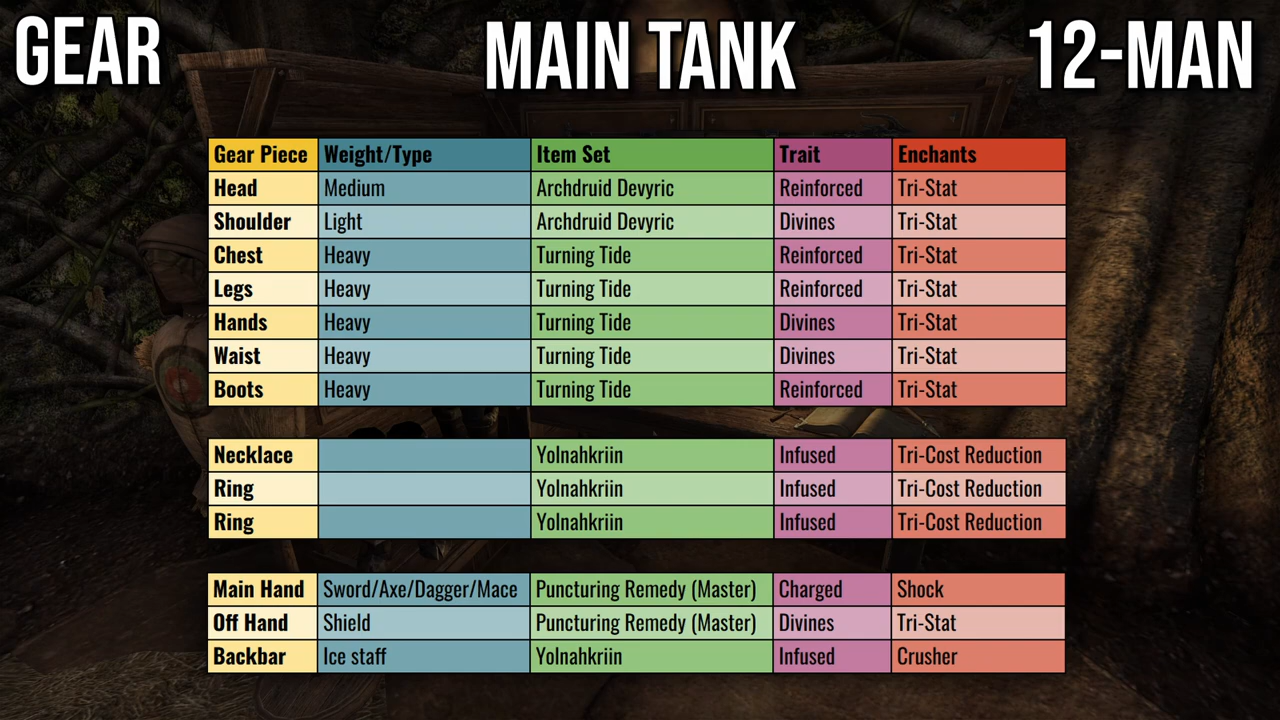 GEAR MAIN TANK 12-MAN
Gear Piece Weight/Type Item Set Trait Enchants
Head Medium Archdruid Devyric Reinforced Tri-Stat
Shoulder Light Archdruid Devyric Divines Tri-Stat
Chest Heavy Turning Tide Reinforced Tri-Stat
Legs Heavy Turning Tide Reinforced Tri-Stat
Hands Heavy Turning Tide Divines Tri-Stat
Waist Heavy Turning Tide Divines Tri-Stat
Boots Heavy Turning Tide Reinforced Tri-Stat
Necklace Yolnahkriin Infused Tri-Cost Reduction
Ring Yolnahkriin Infused Tri-Cost Reduction
Ring Yolnahkriin Infused Tri-Cost Reduction
Main Hand Sword/Axe/Dagger/Mace Puncturing Remedy (Master) Charged Shock
Off Hand Shield Puncturing Remedy (Master) Divines Tri-Stat
Backbar Ice staff Yolnahkriin Infused Crusher